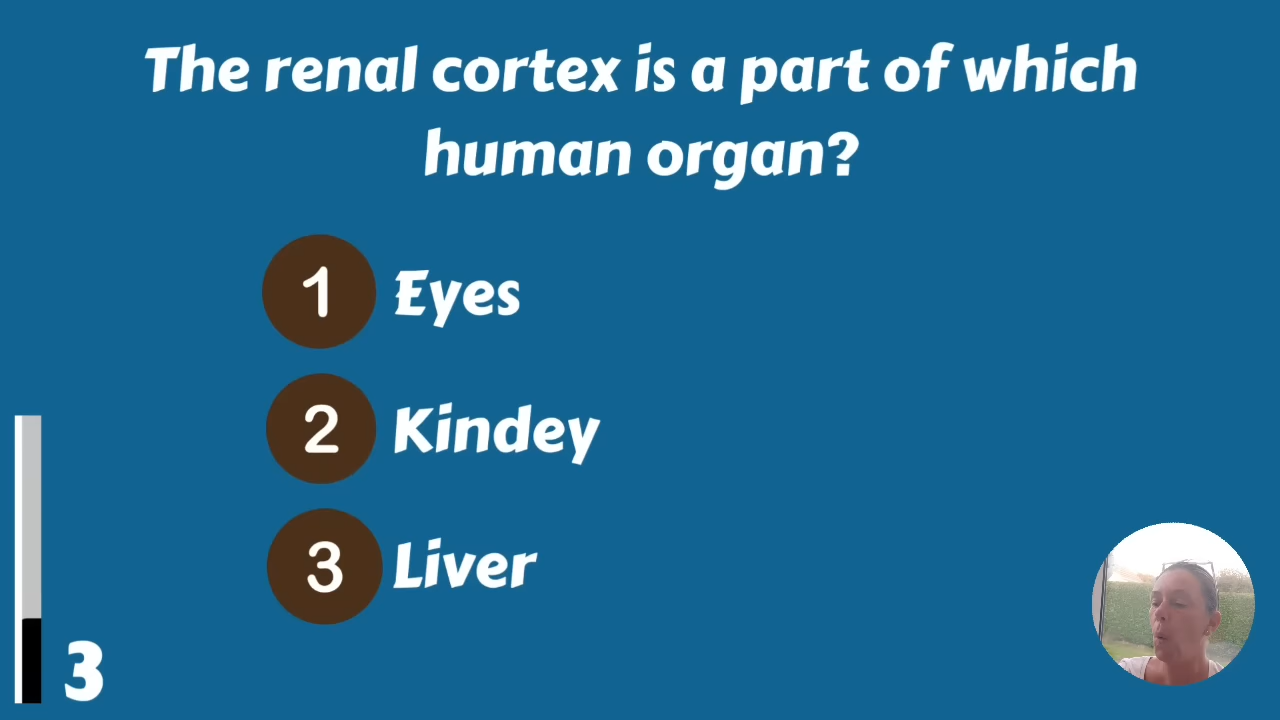 The renal cortex is a part of which
human organ?
1 Eyes
2 Kindey
3 Liver
3